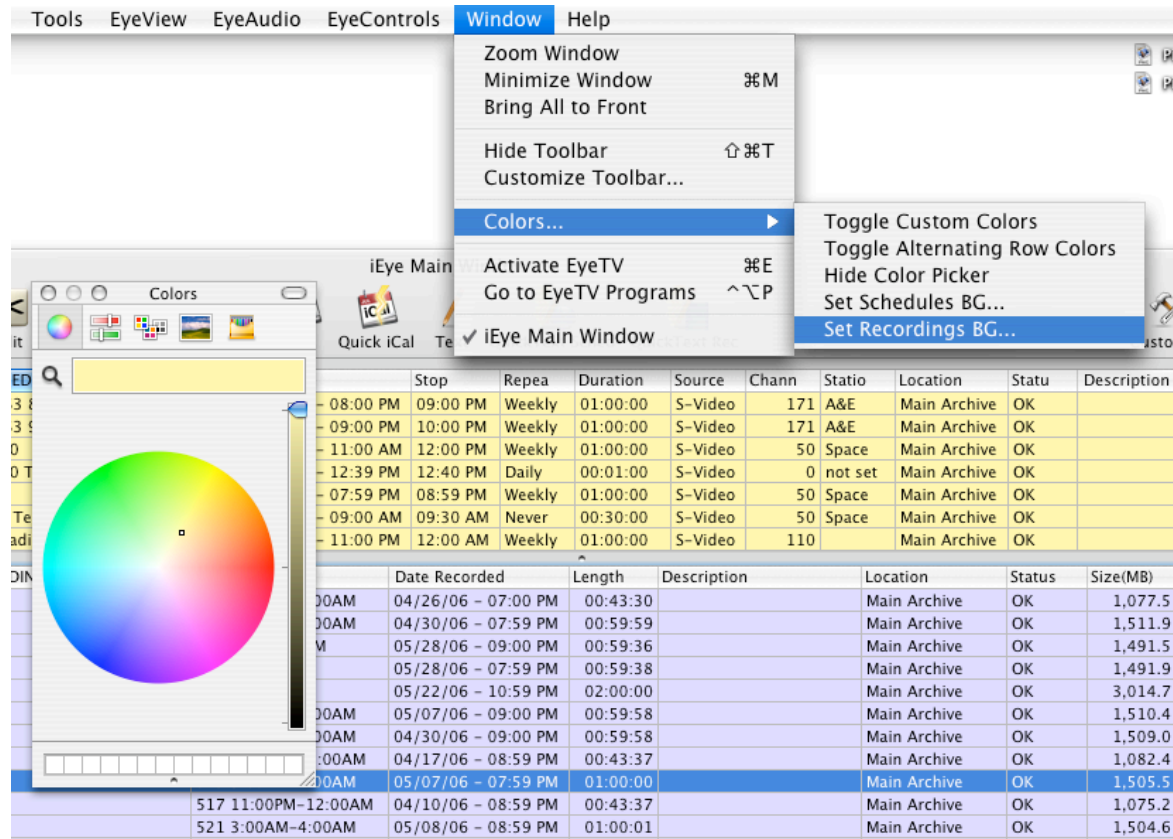 Tools EyeView EyeAudio EyeControls Window Help
Zoom Window
Minimize Window ⌘M
Bring All to Front
Hide Toolbar ⇧⌘T
Customize Toolbar...
Colors...
Toggle Custom Colors
Toggle Alternating Row Colors
Hide Color Picker
Set Schedules BG...
Set Recordings BG...
Activate EyeTV ⌘E
Go to EyeTV Programs ⌃⌥P
✓ iEye Main Window
iEye Main
Colors
Quick iCal
Stop Repea Duration Source Chann Statio Location Statu Description
– 08:00 PM 09:00 PM Weekly 01:00:00 S-Video 171 A&E Main Archive OK
– 09:00 PM 10:00 PM Weekly 01:00:00 S-Video 171 A&E Main Archive OK
– 11:00 AM 12:00 PM Weekly 01:00:00 S-Video 50 Space Main Archive OK
– 12:39 PM 12:40 PM Daily 00:01:00 S-Video 0 not set Main Archive OK
– 07:59 PM 08:59 PM Weekly 01:00:00 S-Video 50 Space Main Archive OK
– 09:00 AM 09:30 AM Never 00:30:00 S-Video 50 Space Main Archive OK
– 11:00 PM 12:00 AM Weekly 01:00:00 S-Video 110 Main Archive OK
Date Recorded Length Description Location Status Size(MB)
00AM 04/26/06 – 07:00 PM 00:43:30 Main Archive OK 1,077.5
00AM 04/30/06 – 07:59 PM 00:59:59 Main Archive OK 1,511.9
M 05/28/06 – 09:00 PM 00:59:36 Main Archive OK 1,491.5
05/28/06 – 07:59 PM 00:59:38 Main Archive OK 1,491.9
05/22/06 – 10:59 PM 02:00:00 Main Archive OK 3,014.7
00AM 05/07/06 – 09:00 PM 00:59:58 Main Archive OK 1,510.4
00AM 04/30/06 – 09:00 PM 00:59:58 Main Archive OK 1,509.0
:00AM 04/17/06 – 08:59 PM 00:43:37 Main Archive OK 1,082.4
00AM 05/07/06 – 07:59 PM 01:00:00 Main Archive OK 1,505.5
517 11:00PM–12:00AM 04/10/06 – 08:59 PM 00:43:37 Main Archive OK 1,075.2
521 3:00AM–4:00AM 05/08/06 – 08:59 PM 01:00:01 Main Archive OK 1,504.6